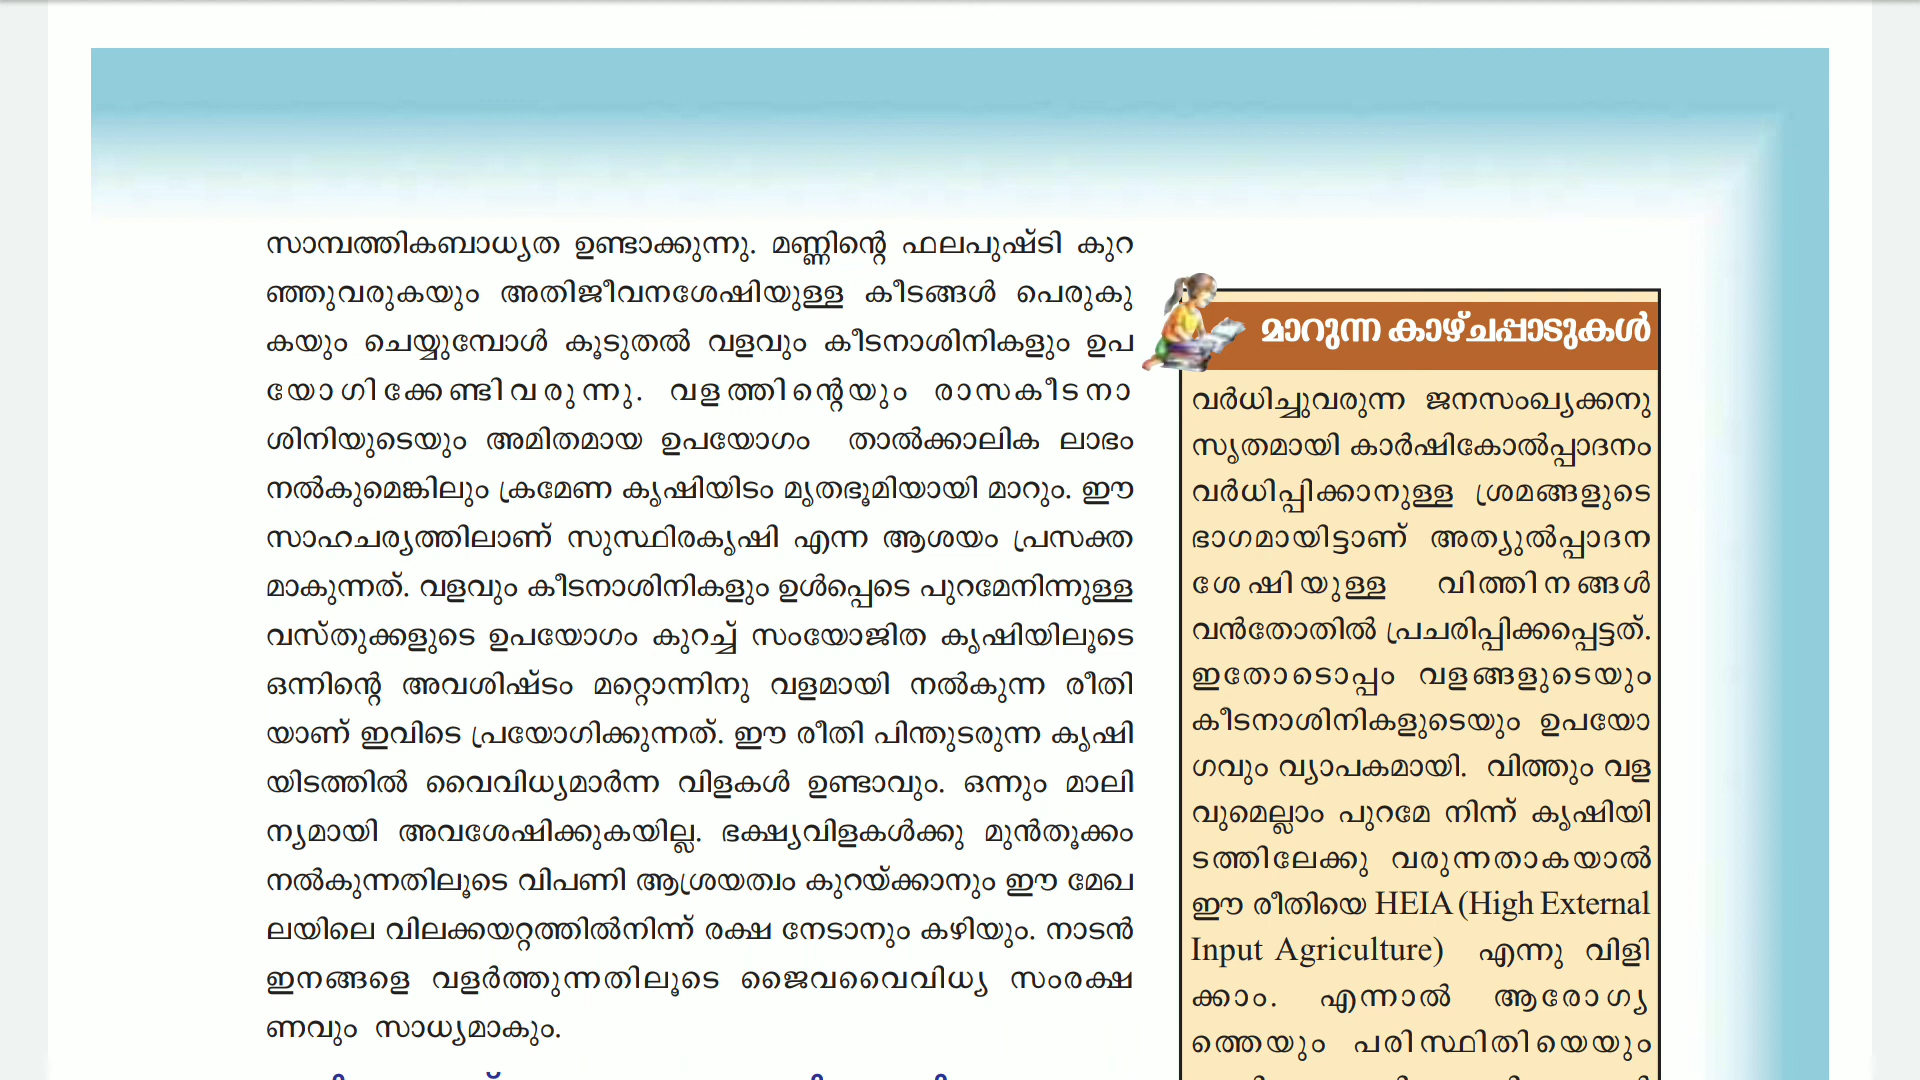 സാമ്പത്തികബാധ്യത ഉണ്ടാക്കുന്നു. മണ്ണിന്റെ ഫലപുഷ്ടി കുറ
ഞ്ഞുവരുകയും അതിജീവനശേഷിയുള്ള കീടങ്ങൾ പെരുകു
കയും ചെയ്യുമ്പോൾ കൂടുതൽ വളവും കീടനാശിനികളും ഉപ
യോഗിക്കേണ്ടിവരുന്നു. വളത്തിന്റെയും രാസകീടനാ
ശിനിയുടെയും അമിതമായ ഉപയോഗം താൽക്കാലിക ലാഭം
നൽകുമെങ്കിലും ക്രമേണ കൃഷിയിടം മൃതഭൂമിയായി മാറും. ഈ
സാഹചര്യത്തിലാണ് സുസ്ഥിരകൃഷി എന്ന ആശയം പ്രസക്ത
മാകുന്നത്. വളവും കീടനാശിനികളും ഉൾപ്പെടെ പുറമേനിന്നുള്ള
വസ്തുക്കളുടെ ഉപയോഗം കുറച്ച് സംയോജിത കൃഷിയിലൂടെ
ഒന്നിന്റെ അവശിഷ്ടം മറ്റൊന്നിനു വളമായി നൽകുന്ന രീതി
യാണ് ഇവിടെ പ്രയോഗിക്കുന്നത്. ഈ രീതി പിന്തുടരുന്ന കൃഷി
യിടത്തിൽ വൈവിധ്യമാർന്ന വിളകൾ ഉണ്ടാവും. ഒന്നും മാലി
ന്യമായി അവശേഷിക്കുകയില്ല. ഭക്ഷ്യവിളകൾക്കു മുൻതൂക്കം
നൽകുന്നതിലൂടെ വിപണി ആശ്രയത്വം കുറയ്ക്കാനും ഈ മേഖ
ലയിലെ വിലക്കയറ്റത്തിൽനിന്ന് രക്ഷ നേടാനും കഴിയും. നാടൻ
ഇനങ്ങളെ വളർത്തുന്നതിലൂടെ ജൈവവൈവിധ്യ സംരക്ഷ
ണവും സാധ്യമാകും.
മാറുന്ന കാഴ്ചപ്പാടുകൾ
വർധിച്ചുവരുന്ന ജനസംഖ്യക്കനു
സൃതമായി കാർഷികോൽപ്പാദനം
വർധിപ്പിക്കാനുള്ള ശ്രമങ്ങളുടെ
ഭാഗമായിട്ടാണ് അത്യുൽപ്പാദന
ശേഷിയുള്ള വിത്തിനങ്ങൾ
വൻതോതിൽ പ്രചരിപ്പിക്കപ്പെട്ടത്.
ഇതോടൊപ്പം വളങ്ങളുടെയും
കീടനാശിനികളുടെയും ഉപയോ
ഗവും വ്യാപകമായി. വിത്തും വള
വുമെല്ലാം പുറമേ നിന്ന് കൃഷിയി
ടത്തിലേക്കു വരുന്നതാകയാൽ
ഈ രീതിയെ HEIA (High External
Input Agriculture) എന്നു വിളി
ക്കാം. എന്നാൽ ആരോഗ്യ
ത്തെയും പരിസ്ഥിതിയെയും